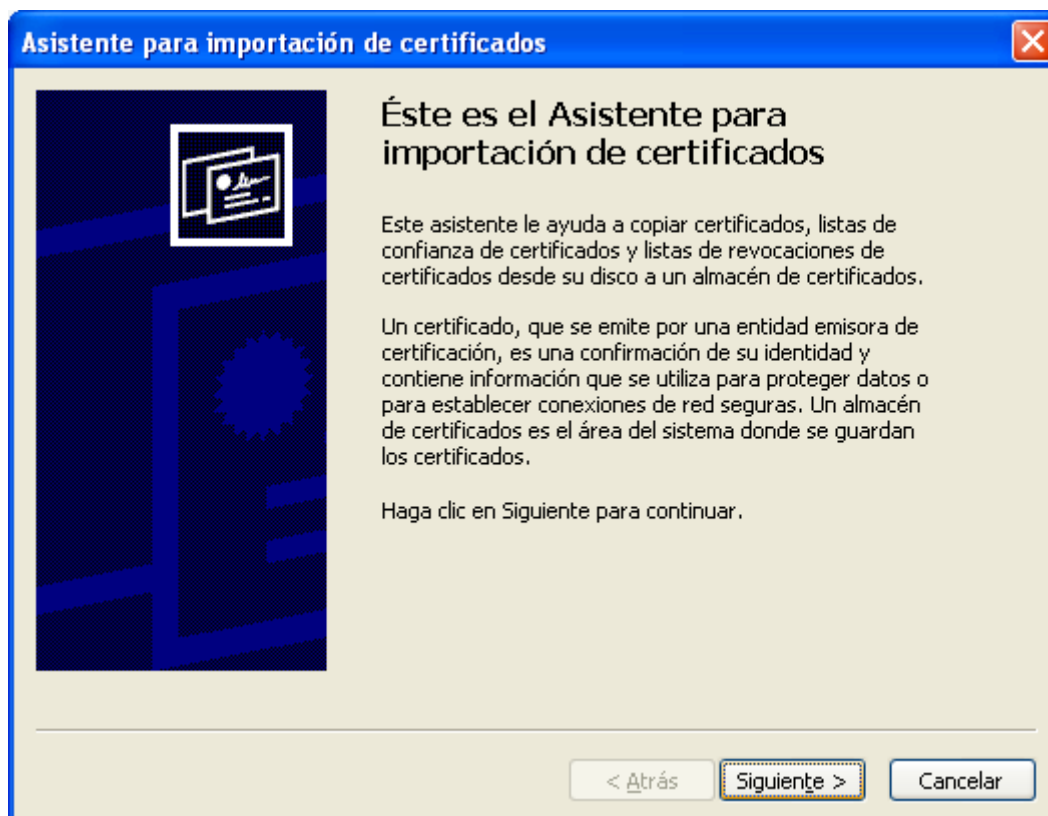 Asistente para importación de certificados
Éste es el Asistente para
importación de certificados
Este asistente le ayuda a copiar certificados, listas de
confianza de certificados y listas de revocaciones de
certificados desde su disco a un almacén de certificados.
Un certificado, que se emite por una entidad emisora de
certificación, es una confirmación de su identidad y
contiene información que se utiliza para proteger datos o
para establecer conexiones de red seguras. Un almacén
de certificados es el área del sistema donde se guardan
los certificados.
Haga clic en Siguiente para continuar.
< Atrás Siguiente > Cancelar